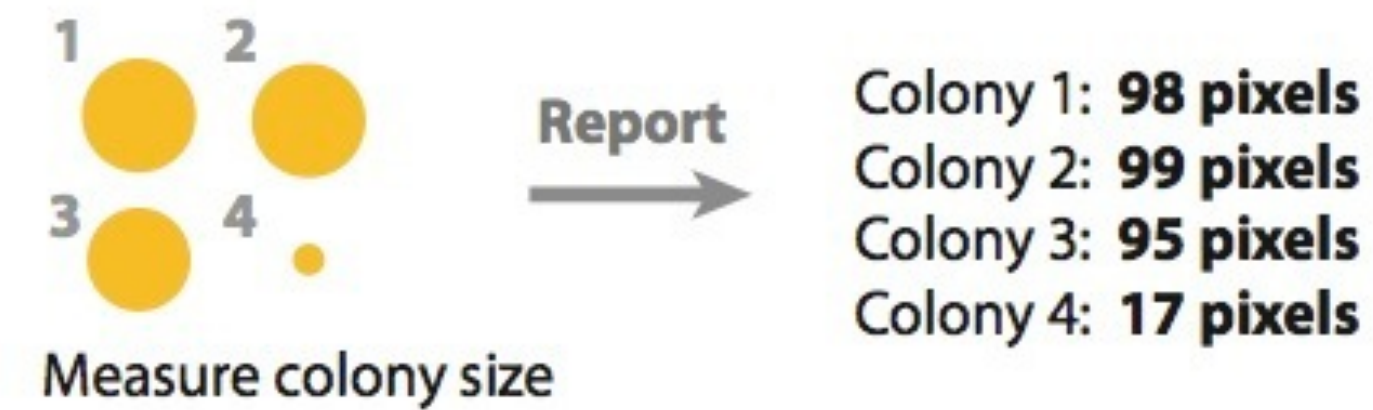 1
2
3
4
Measure colony size
Report
Colony 1: 98 pixels
Colony 2: 99 pixels
Colony 3: 95 pixels
Colony 4: 17 pixels